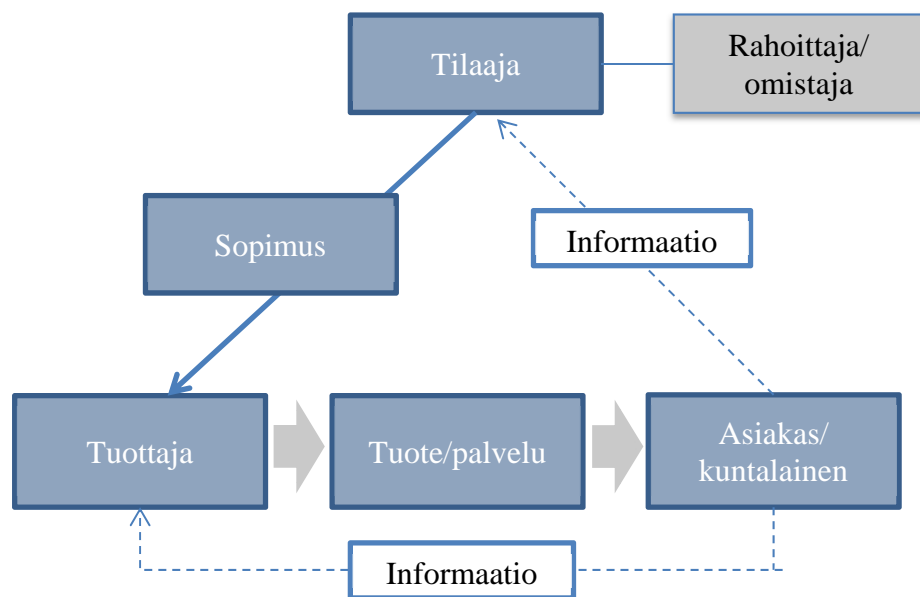 Tilaaja
Rahoittaja/
omistaja
Sopimus
Informaatio
Tuottaja
Tuote/palvelu
Asiakas/
kuntalainen
Informaatio